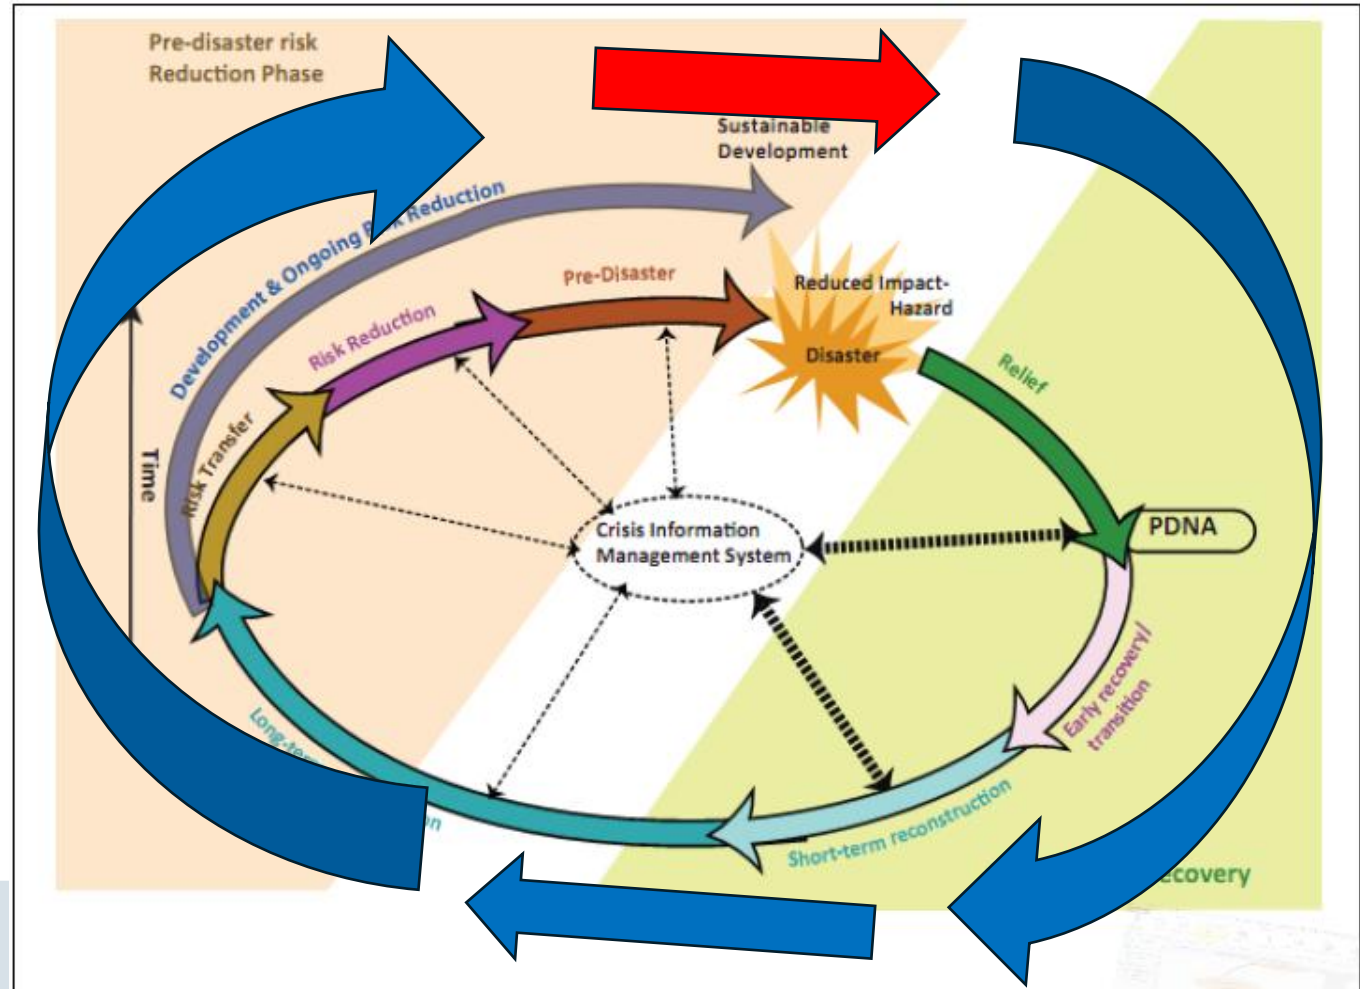 Pre-disaster risk
Reduction Phase
Sustainable
Development
Development & Ongoing Reduction
Pre-Disaster
Risk Reduction
Reduced Impact-
Hazard
Disaster
Relief
Risk Transfer
Time
Crisis Information
Management System
PDNA
Early recovery/
transition
Short-term reconstruction